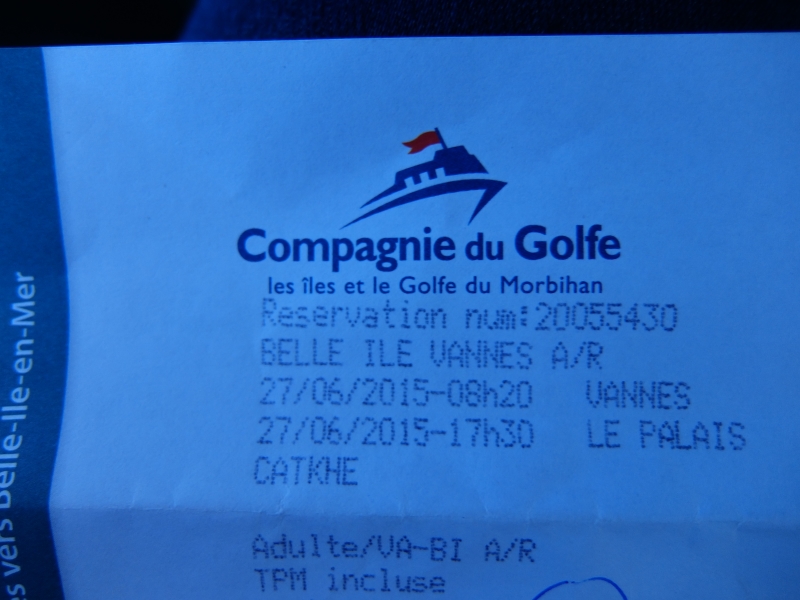 Compagnie du Golfe
les îles et le Golfe du Morbihan
Reservation num:20055430
BELLE ILE VANNES A/R
27/06/2015-08h20 VANNES
27/06/2015-17h30 LE PALAIS
CATKHE
Adulte/VA-BI A/R
TPM incluse
es vers Belle-Ile-en-Mer